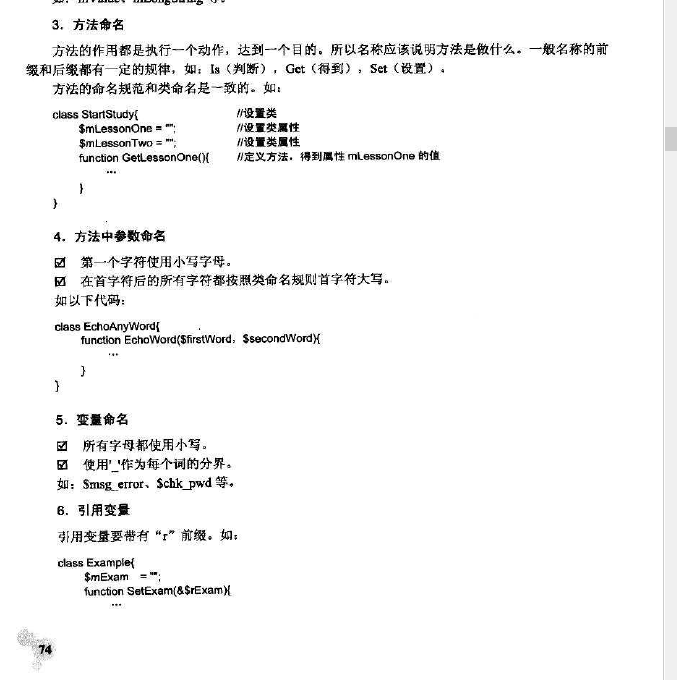 3．方法命名
方法的作用都是执行一个动作，达到一个目的。所以名称应该说明方法是做什么。一般名称的前
缀和后缀都有一定的规律，如：Is（判断），Get（得到），Set（设置）。
方法的命名规范和类命名是一致的。如：
class StartStudy{ //设置类
$mLessonOne = ""; //设置类属性
$mLessonTwo = ""; //设置类属性
function GetLessonOne(){ //定义方法，得到属性 mLessonOne 的值
…
}
}
4．方法中参数命名
☑ 第一个字符使用小写字母。
☑ 在首字符后的所有字符都按照类命名规则首字符大写。
如以下代码：
class EchoAnyWord{
function EchoWord($firstWord，$secondWord){
…
}
}
5．变量命名
☑ 所有字母都使用小写。
☑ 使用'_'作为每个词的分界。
如：$msg_error、$chk_pwd 等。
6．引用变量
引用变量要带有“r”前缀。如：
class Example{
$mExam = "";
function SetExam(&$rExam){
…
74